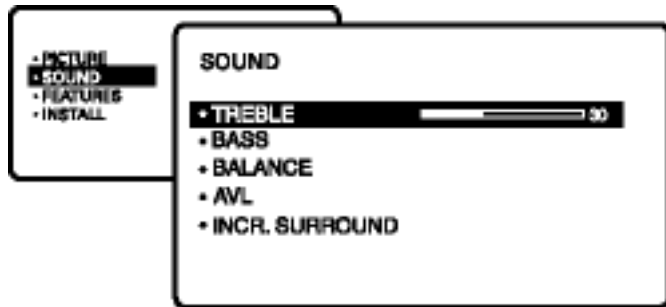 • PICTURE
• SOUND
• FEATURES
• INSTALL
SOUND
• TREBLE 30
• BASS
• BALANCE
• AVL
• INCR. SURROUND